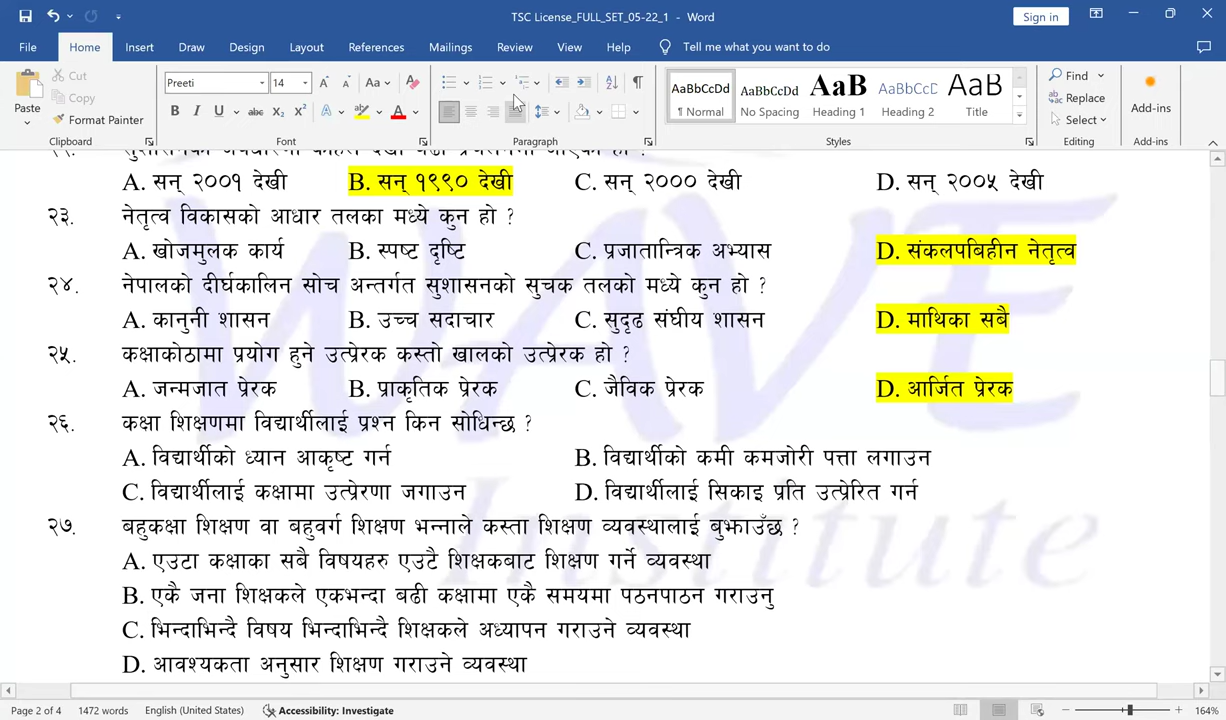 TSC License_FULL_SET_05-22_1 - Word
Sign in
File Home Insert Draw Design Layout References Mailings Review View Help Tell me what you want to do
Paste Cut Copy Format Painter
Preeti 14
AaBbCcDd AaBbCcDd AaB AaBbCcD AaB
¶ Normal No Spacing Heading 1 Heading 2 Title
Find Replace Select
Add-ins
Clipboard Font Paragraph Styles Editing Add-ins
A. सन् २००१ देखी B. सन् १९९० देखी C. सन् २००० देखी D. सन् २००५ देखी
२३. नेतृत्व विकासको आधार तलका मध्ये कुन हो ?
A. खोजमुलक कार्य B. स्पष्ट दृष्टि C. प्रजातान्त्रिक अभ्यास D. संकलपबिहीन नेतृत्व
२४. नेपालको दीर्घकालिन सोच अन्तर्गत सुशासनको सुचक तलको मध्ये कुन हो ?
A. कानुनी शासन B. उच्च सदाचार C. सुदृढ संघीय शासन D. माथिका सबै
२५. कक्षाकोठामा प्रयोग हुने उत्प्रेरक कस्तो खालको उत्प्रेरक हो ?
A. जन्मजात प्रेरक B. प्राकृतिक प्रेरक C. जैविक प्रेरक D. आर्जित प्रेरक
२६. कक्षा शिक्षणमा विद्यार्थीलाई प्रश्न किन सोधिन्छ ?
A. विद्यार्थीको ध्यान आकृष्ट गर्न B. विद्यार्थीको कमी कमजोरी पत्ता लगाउन
C. विद्यार्थीलाई कक्षामा उत्प्रेरणा जगाउन D. विद्यार्थीलाई सिकाइ प्रति उत्प्रेरित गर्न
२७. बहुकक्षा शिक्षण वा बहुवर्ग शिक्षण भन्नाले कस्ता शिक्षण व्यवस्थालाई बुझाउँछ ?
A. एउटा कक्षाका सबै विषयहरु एउटै शिक्षकबाट शिक्षण गर्ने व्यवस्था
B. एकै जना शिक्षकले एकभन्दा बढी कक्षामा एकै समयमा पठनपाठन गराउनु
C. भिन्दाभिन्दै विषय भिन्दाभिन्दै शिक्षकले अध्यापन गराउने व्यवस्था
D. आवश्यकता अनुसार शिक्षण गराउने व्यवस्था
WAVE
Institute
Page 2 of 4 1472 words English (United States) Accessibility: Investigate 164%